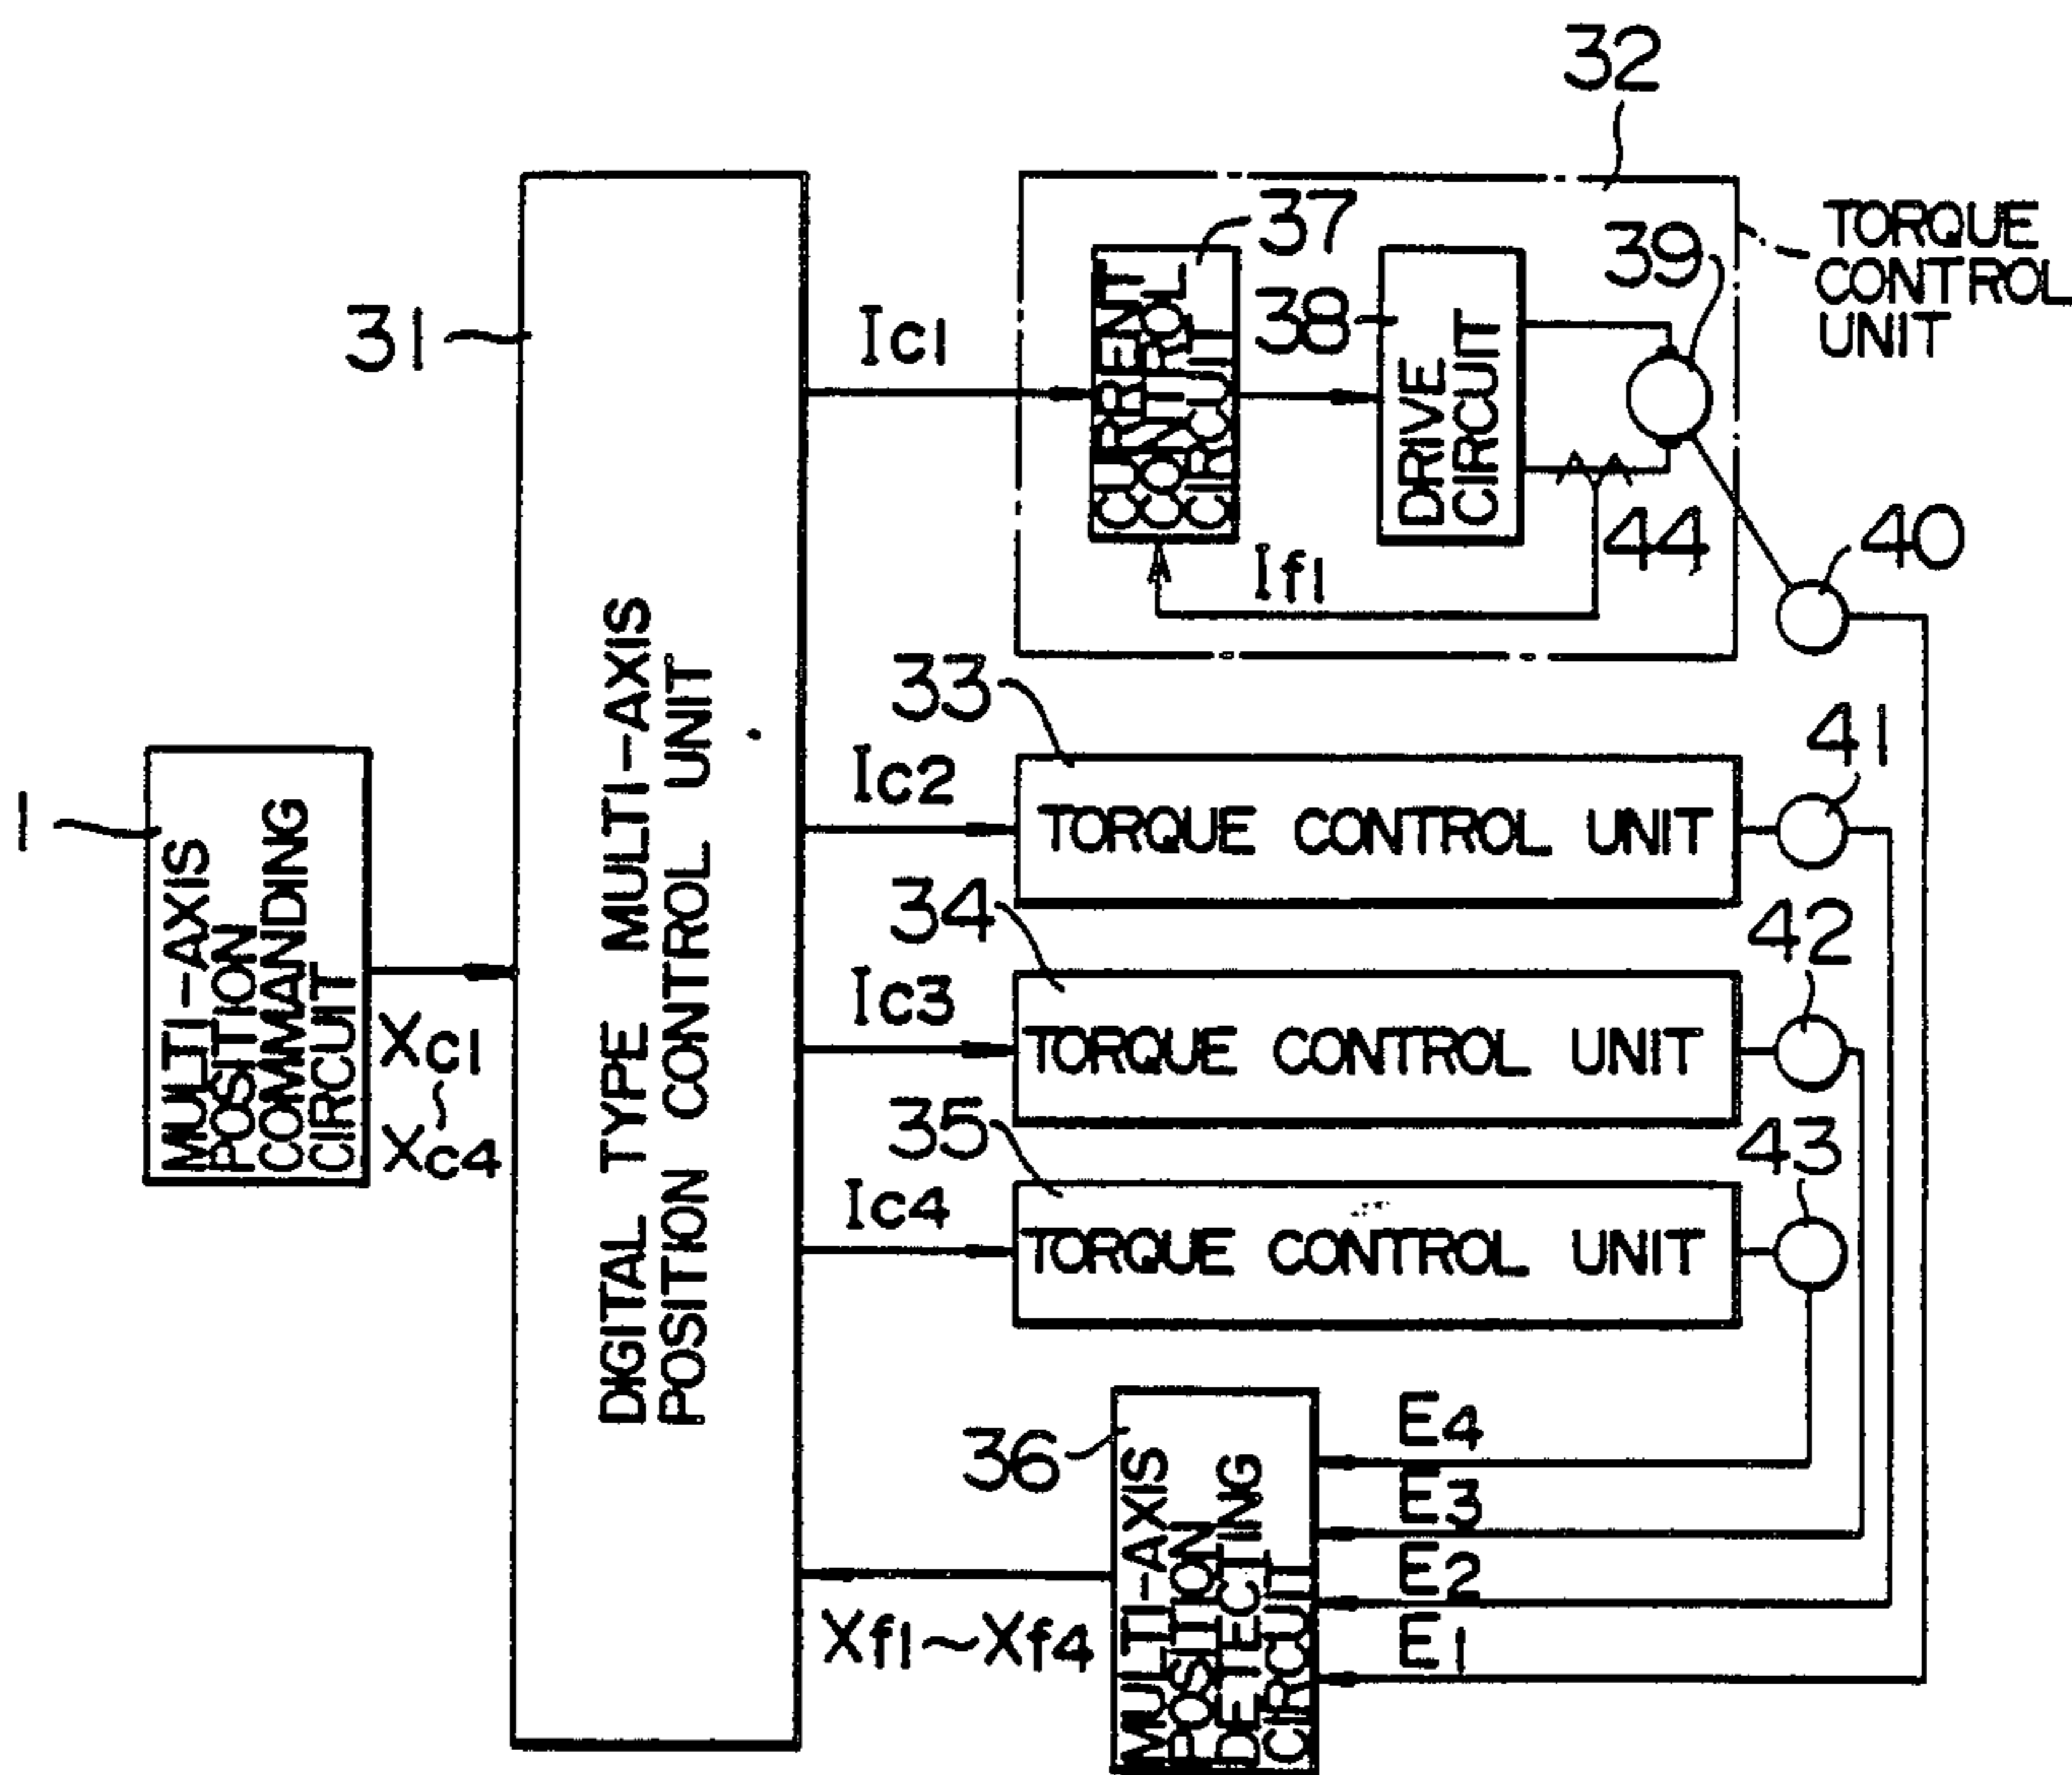 32
TORQUE
CONTROL
UNIT
37
39
38
CURRENT
CONTROL
CIRCUIT
DRIVE
CIRCUIT
44
40
If1
31
Ic1
DIGITAL TYPE MULTI-AXIS
POSITION CONTROL UNIT
1
MULTI-AXIS
POSITION
COMMANDING
CIRCUIT
Xc1
~
Xc4
33
Ic2
TORQUE CONTROL UNIT
41
34
Ic3
TORQUE CONTROL UNIT
42
35
Ic4
TORQUE CONTROL UNIT
43
36
MULTI-AXIS
POSITION
DETECTING
CIRCUIT
E4
E3
E2
E1
Xf1~Xf4